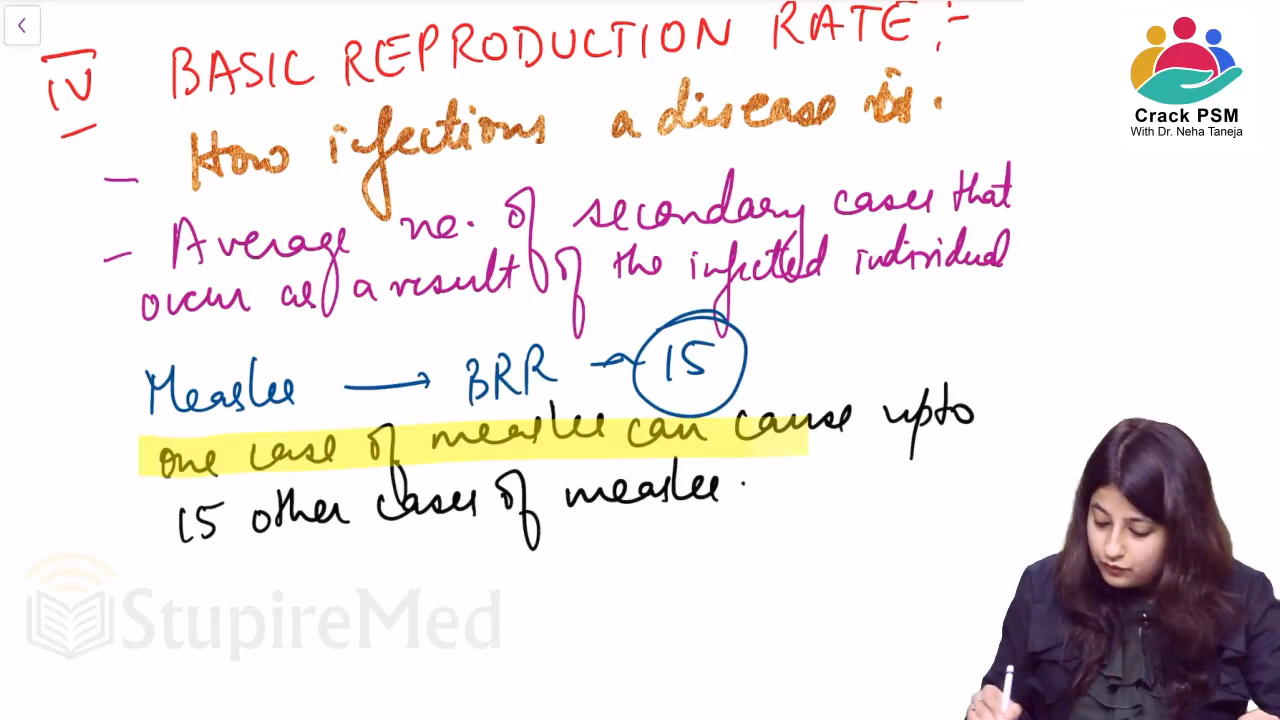 IV BASIC REPRODUCTION RATE :-
- How infections a disease is.
- Average no. of secondary cases that
occur as a result of the infected individual
Measles → BRR → 15
one case of measles can cause upto
15 other cases of measles.
Crack PSM
With Dr. Neha Taneja
StupireMed